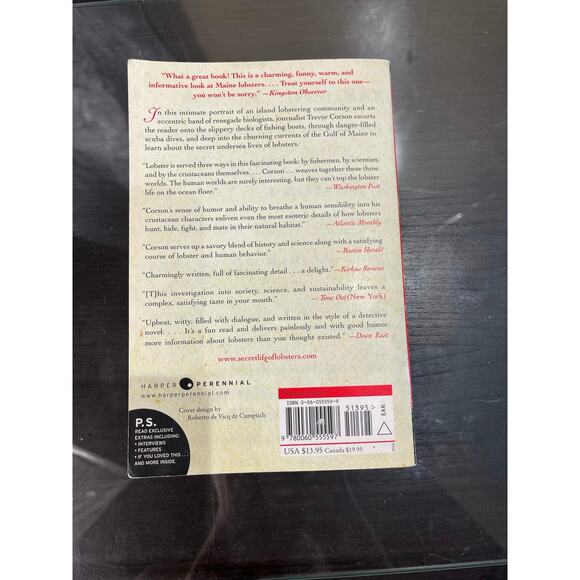 "What a great book! This is a charming, funny, warm, and
informative look at Maine lobsters. . . . Treat yourself to this one—
you won't be sorry." —Kingston Observer
In this intimate portrait of an island lobstering community and an
eccentric band of renegade biologists, journalist Trevor Corson escorts
the reader onto the slippery decks of fishing boats, through danger-filled
scuba dives, and deep into the churning currents of the Gulf of Maine to
learn about the secret undersea lives of lobsters.
"Lobster is served three ways in this fascinating book: by fishermen, by scientists,
and by the crustaceans themselves. . . . Corson . . . weaves together these three
worlds. The human worlds are surely interesting, but they can't top the lobster
life on the ocean floor." —Washington Post
"Corson's sense of humor and ability to breathe a human sensibility into his
crustacean characters enliven even the most esoteric details of how lobsters
hunt, hide, fight, and mate in their natural habitat." —Atlantic Monthly
"Corson serves up a savory blend of history and science along with a satisfying
course of lobster and human behavior." —Boston Herald
"Charmingly written, full of fascinating detail . . . a delight." —Kirkus Reviews
"[T]his investigation into society, science, and sustainability leaves a
complex, satisfying taste in your mouth." —Time Out (New York)
"Upbeat, witty, filled with dialogue, and written in the style of a detective
novel. . . . It's a fun read and delivers painlessly and with good humor
more information about lobsters than you thought existed." —Down East
www.secretlifeoflobsters.com
HARPER PERENNIAL
www.harperperennial.com
Cover design by
Roberto de Vicq de Cumptich
P.S.
READ EXCLUSIVE
EXTRAS INCLUDING:
• INTERVIEWS
• FEATURES
• IF YOU LOVED THIS . . .
AND MORE INSIDE.
ISBN 0-06-055559-9
51395
EAN
9 780060 555597
USA $13.95 Canada $19.95